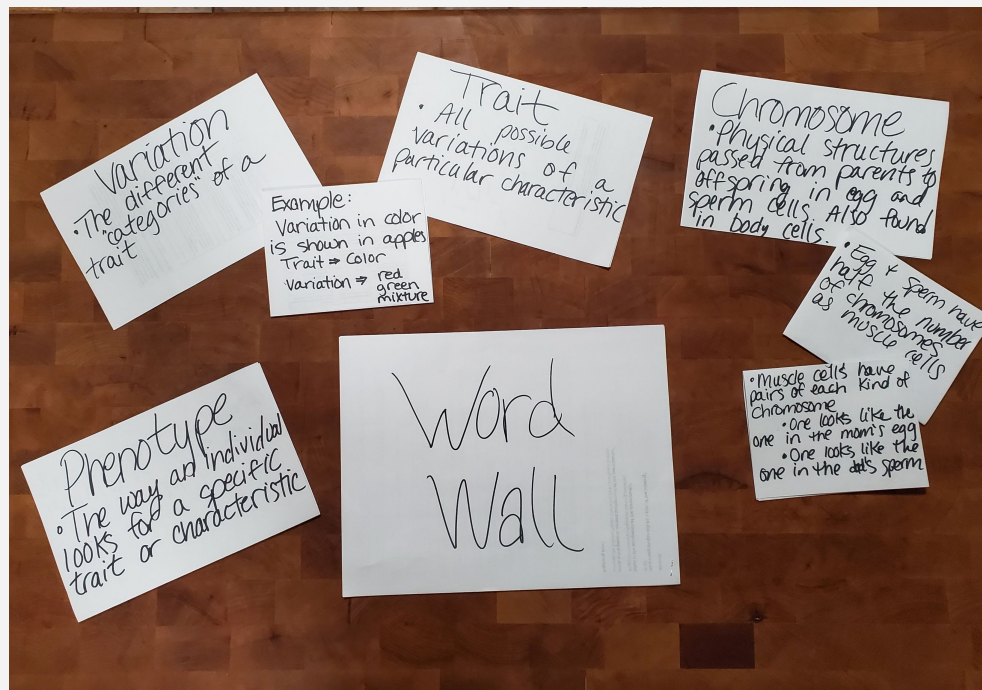 Variation
• The different
"categories" of a
trait
Example:
Variation in color
is shown in apples
Trait ⇒ Color
Variation ⇒ red
green
mixture
Trait
• All possible
variations of a
particular characteristic
Chromosome
• Physical structures
passed from parents to
offspring in egg and
sperm cells. Also found
in body cells.
• Egg + sperm have
half the number
of chromosomes
as muscle cells
• Muscle cells have
pairs of each kind of
chromosome
• One looks like the
one in the mom's egg
• One looks like the
one in the dad's sperm
Phenotype
• The way an individual
looks for a specific
trait or characteristic
Word
Wall